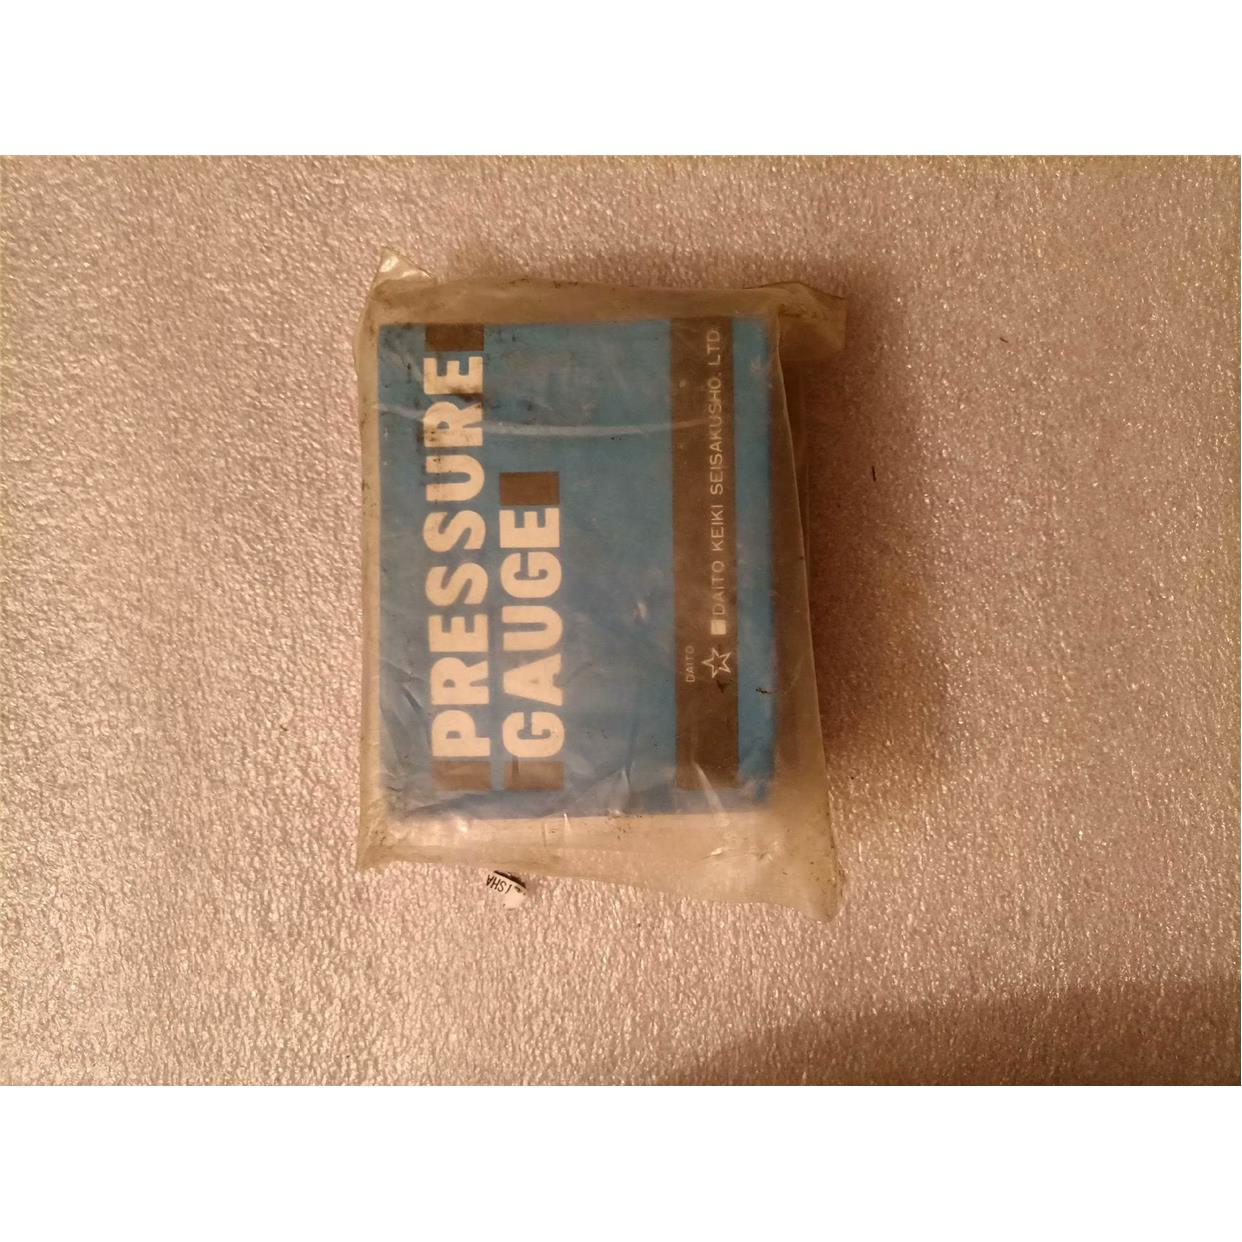 PRESSURE
GAUGE
DAITO
DAITO KEIKI SEISAKUSHO. LTD.